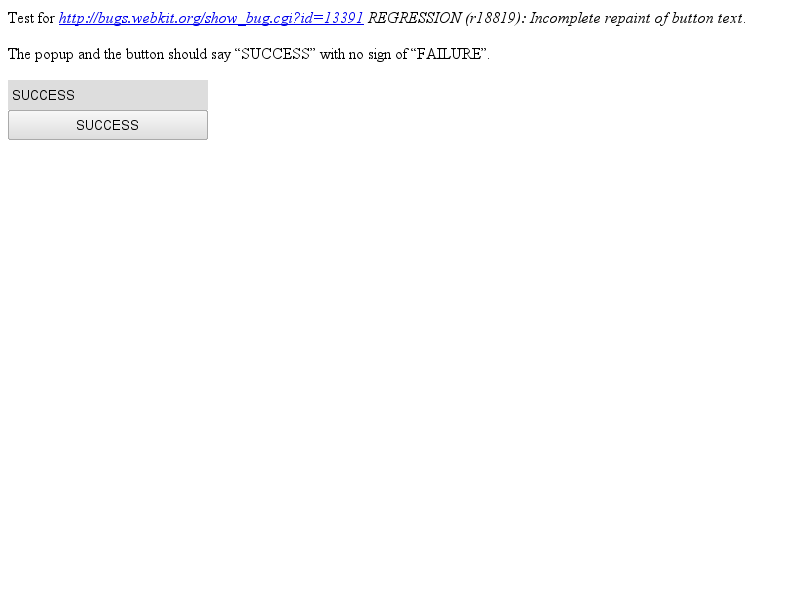 Test for http://bugs.webkit.org/show_bug.cgi?id=13391 REGRESSION (r18819): Incomplete repaint of button text.
The popup and the button should say “SUCCESS” with no sign of “FAILURE”.
SUCCESS
SUCCESS